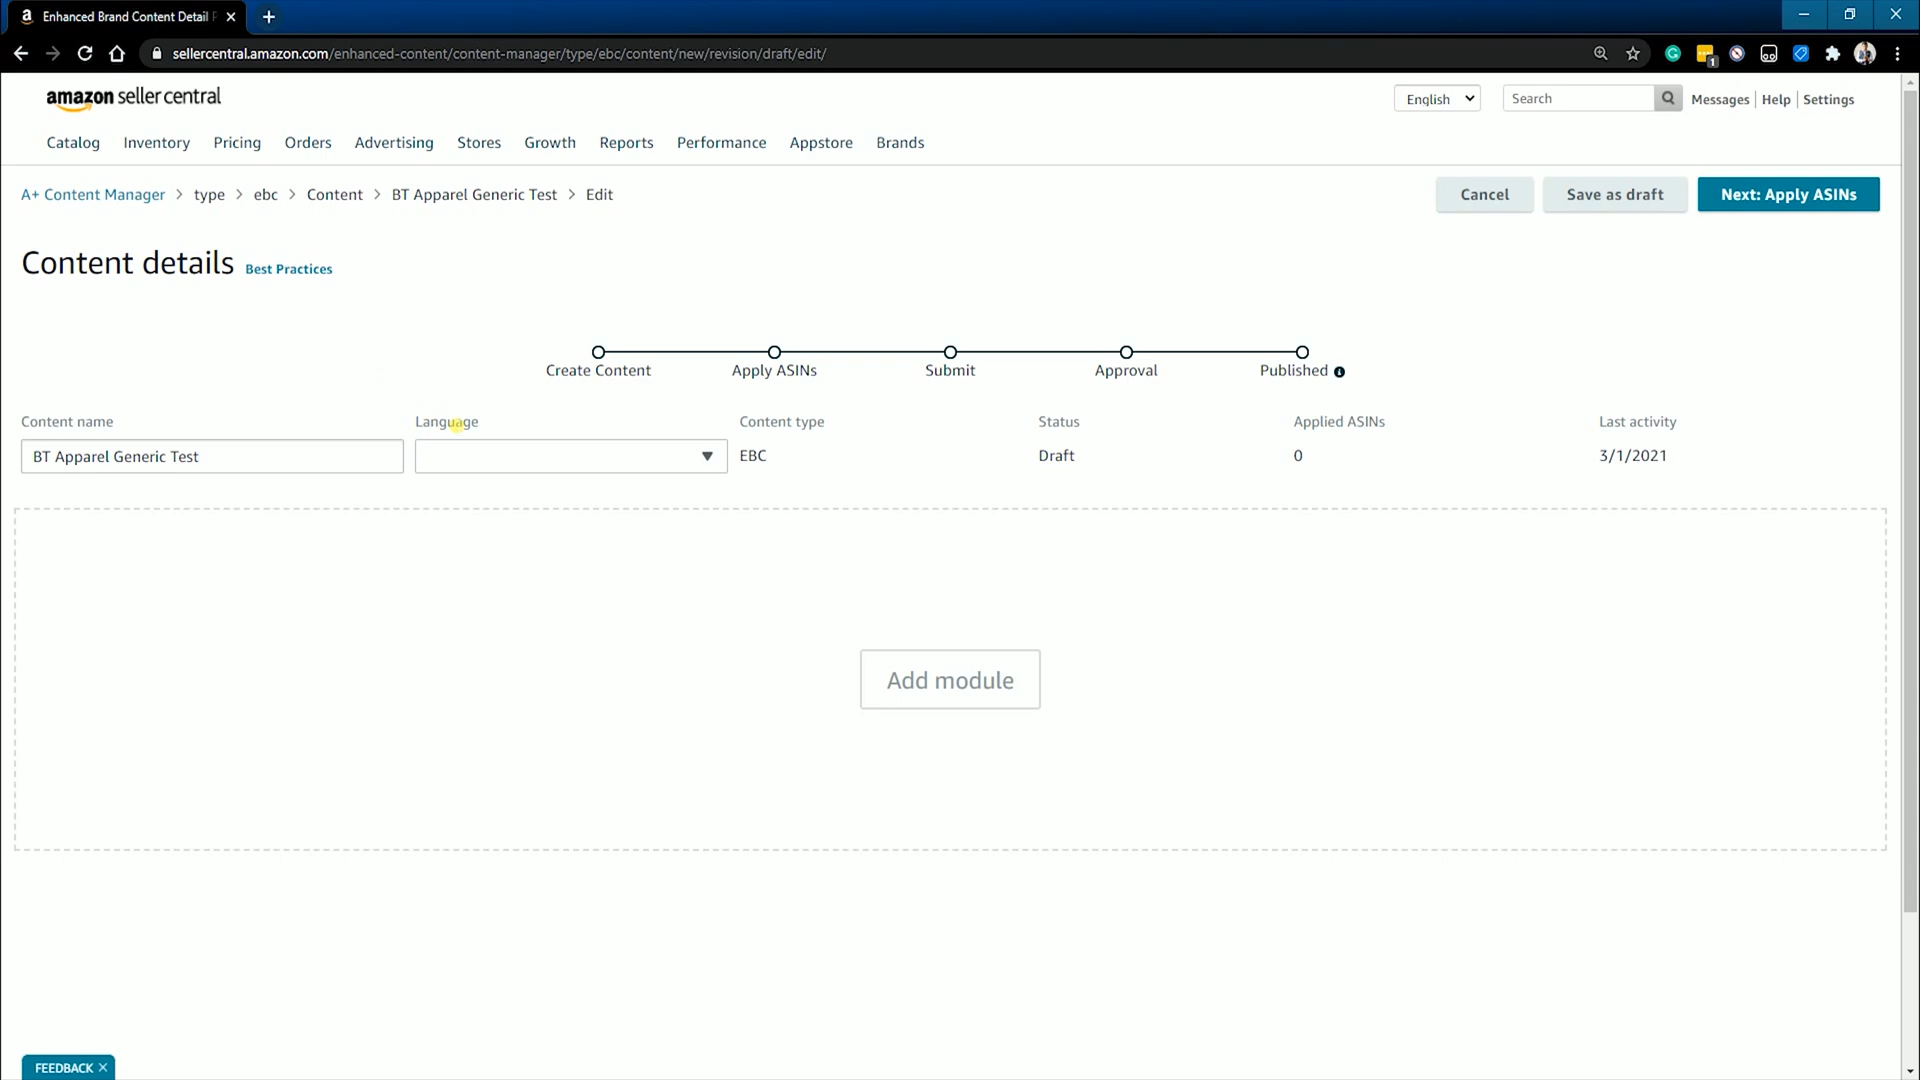 Enhanced Brand Content Detail
sellercentral.amazon.com/enhanced-content/content-manager/type/ebc/content/new/revision/draft/edit/
1
amazon seller central
English
Search
Messages
Help
Settings
Catalog
Inventory
Pricing
Orders
Advertising
Stores
Growth
Reports
Performance
Appstore
Brands
A+ Content Manager > type > ebc > Content > BT Apparel Generic Test > Edit
Cancel
Save as draft
Next: Apply ASINs
Content details
Best Practices
Create Content
Apply ASINs
Submit
Approval
Published
Content name
Language
Content type
Status
Applied ASINs
Last activity
BT Apparel Generic Test
EBC
Draft
0
3/1/2021
Add module
FEEDBACK